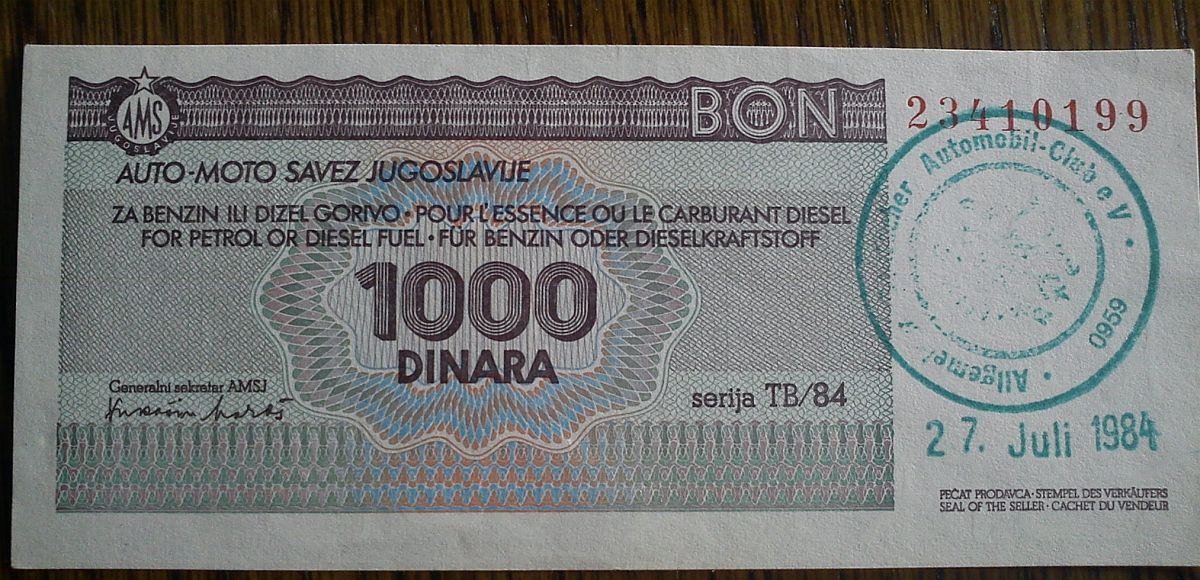 AMS
JUGOSLAVIJE
BON
23410199
AUTO-MOTO SAVEZ JUGOSLAVIJE
ZA BENZIN ILI DIZEL GORIVO · POUR L'ESSENCE OU LE CARBURANT DIESEL
FOR PETROL OR DIESEL FUEL · FÜR BENZIN ODER DIESELKRAFTSTOFF
1000
DINARA
Generalni sekretar AMSJ
serija TB/84
Automobil-Club e V · 0959 · Allgemei
27. Juli 1984
PEČAT PRODAVCA · STEMPEL DES VERKÄUFERS
SEAL OF THE SELLER · CACHET DU VENDEUR